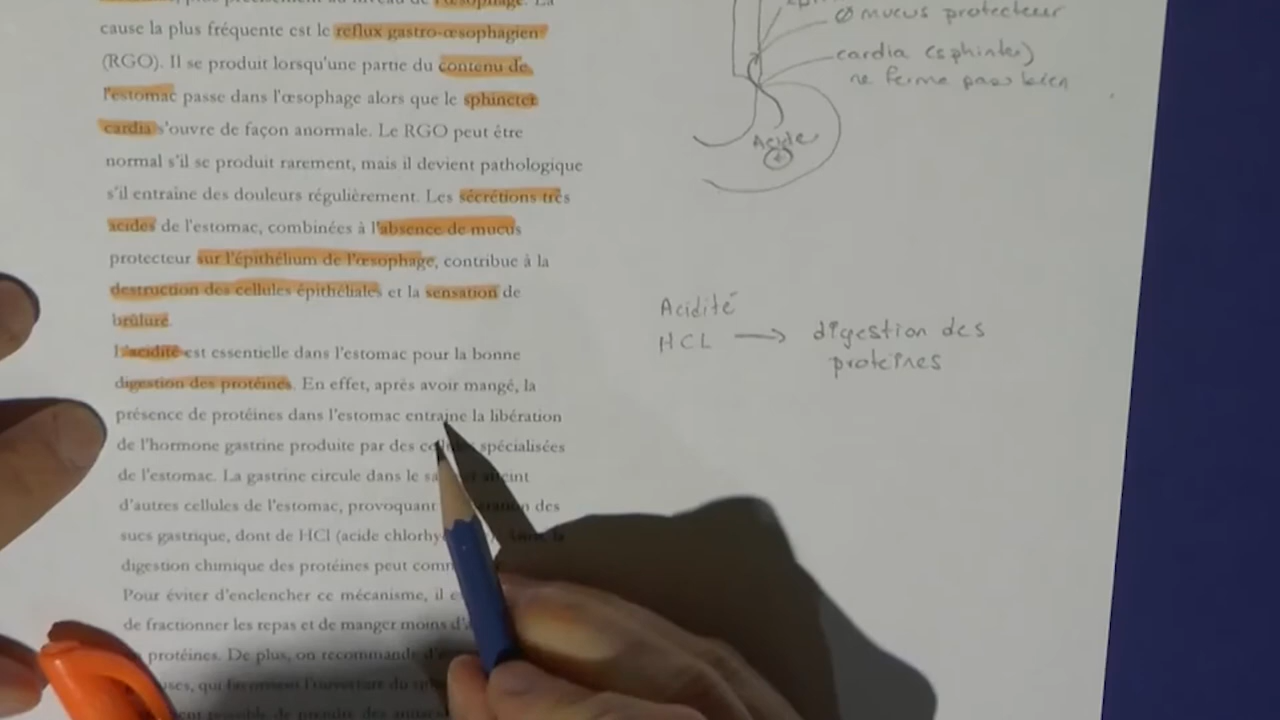 cause la plus fréquente est le reflux gastro-œsophagien
(RGO). Il se produit lorsqu'une partie du contenu de
l'estomac passe dans l'œsophage alors que le sphincter
cardia s'ouvre de façon anormale. Le RGO peut être
normal s'il se produit rarement, mais il devient pathologique
s'il entraine des douleurs régulièrement. Les sécrétions très
acides de l'estomac, combinées à l'absence de mucus
protecteur sur l'épithélium de l'œsophage, contribue à la
destruction des cellules épithéliales et la sensation de
brûlure.
L'acidité est essentielle dans l'estomac pour la bonne
digestion des protéines. En effet, après avoir mangé, la
présence de protéines dans l'estomac entraine la libération
de l'hormone gastrine produite par des spécialisées
de l'estomac. La gastrine circule dans le
d'autres cellules de l'estomac, provoquant des
sucs gastrique, dont de HCl (acide
digestion chimique des protéines peut
Pour éviter d'enclencher ce mécanisme, il
de fractionner les repas et de manger moins
protéines. De plus, on recommande
qui favorisent l'ouverture du
Ø mucus protecteur
cardia (sphinter)
ne ferme pas bien
Acide
Acidité
HCL → digestion des
protéines